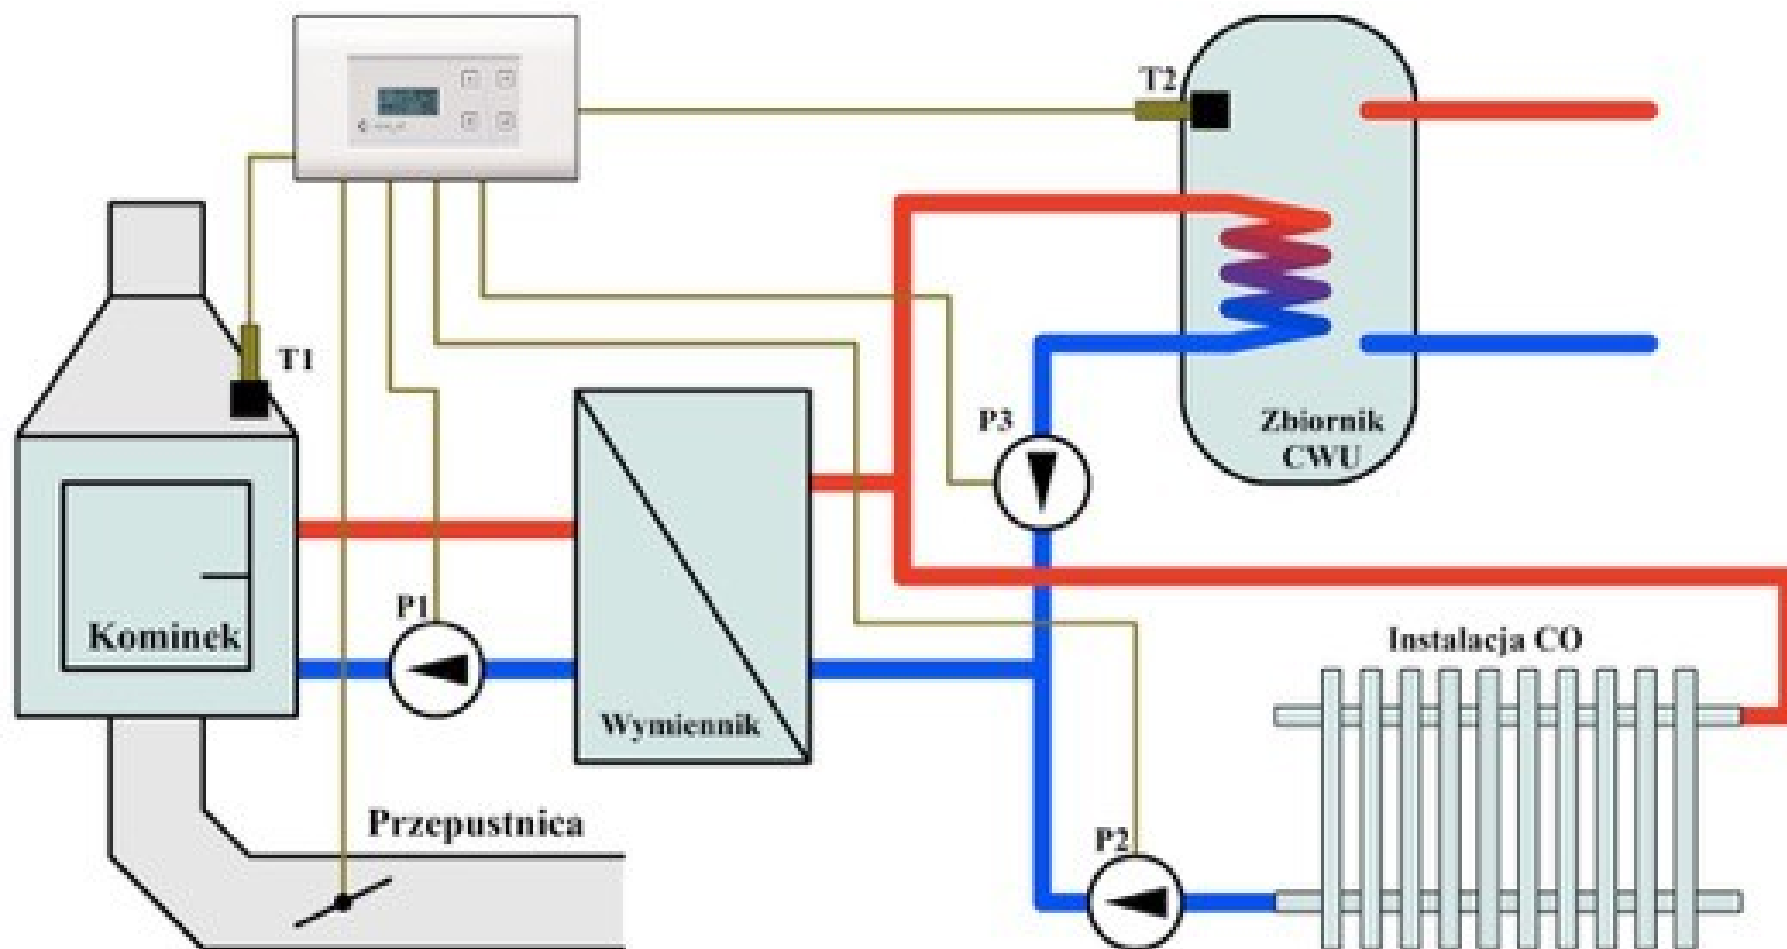 T2
T1
P3
Zbiornik
CWU
P1
Kominek
Instalacja CO
Wymiennik
Przepustnica
P2